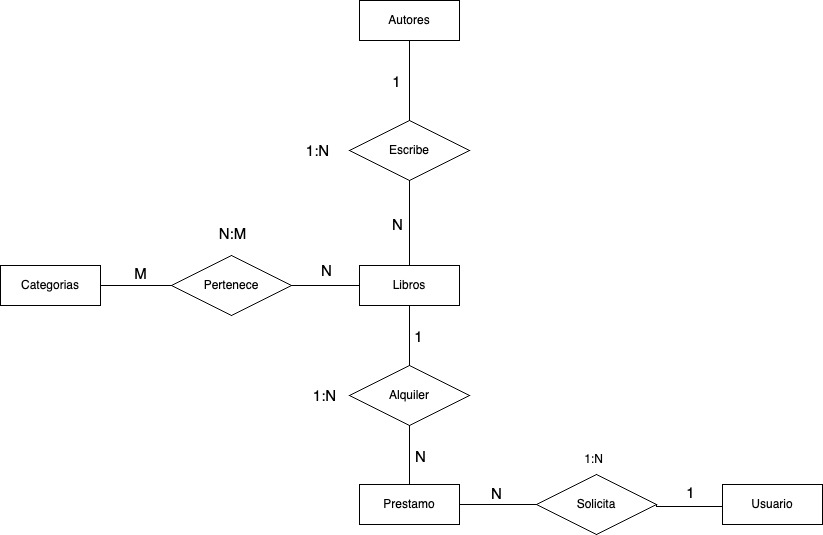 Autores
1
1:N
Escribe
N
N:M
Categorias
M
Pertenece
N
Libros
1
1:N
Alquiler
N
1:N
Prestamo
N
Solicita
1
Usuario